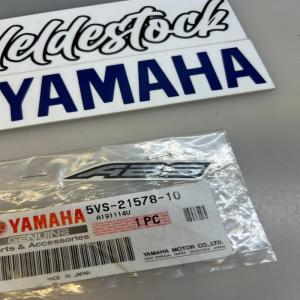 Meldestock
YAMAHA
ABS
5VS-21578-10
A191114U
YAMAHA
GENUINE
Parts & Accessories
1 PC
YAMAHA MOTOR CO., LTD.
MADE IN JAPAN